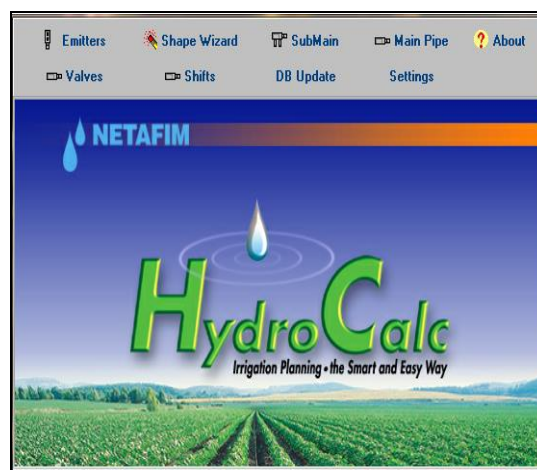 Emitters Shape Wizard SubMain Main Pipe ? About
Valves Shifts DB Update Settings
NETAFIM
HydroCalc
Irrigation Planning • the Smart and Easy Way